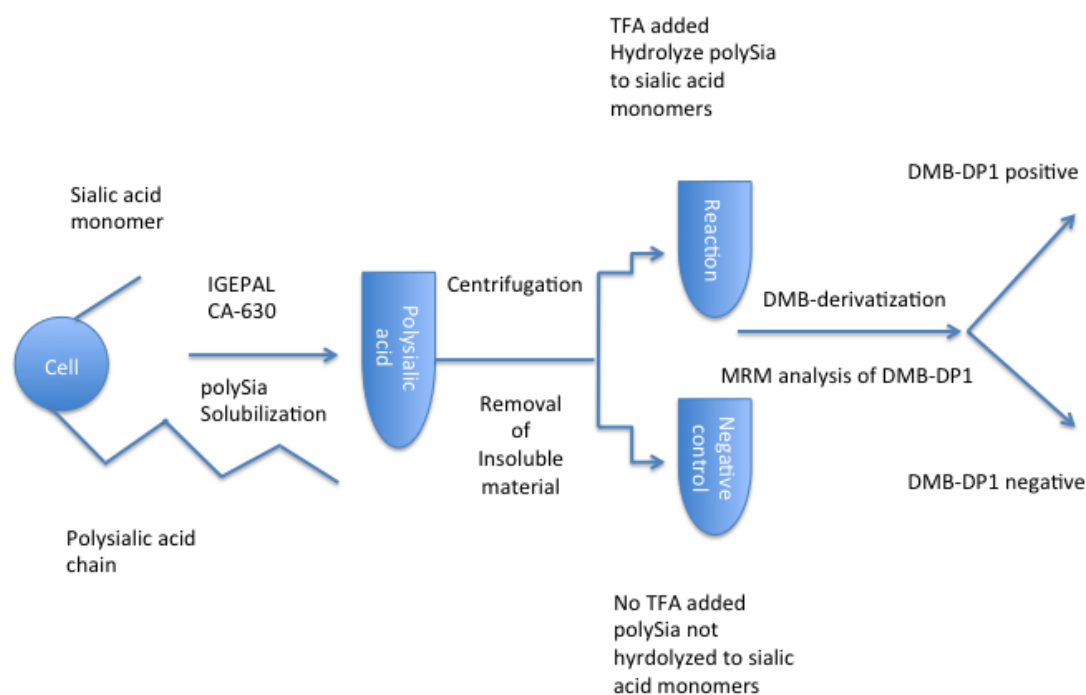 Sialic acid
monomer
Cell
Polysialic acid
chain
IGEPAL
CA-630
polySia
Solubilization
Polysialic
acid
Centrifugation
Removal
of
Insoluble
material
TFA added
Hydrolyze polySia
to sialic acid
monomers
Reaction
Negative
control
No TFA added
polySia not
hyrdolyzed to sialic
acid monomers
DMB-derivatization
MRM analysis of DMB-DP1
DMB-DP1 positive
DMB-DP1 negative